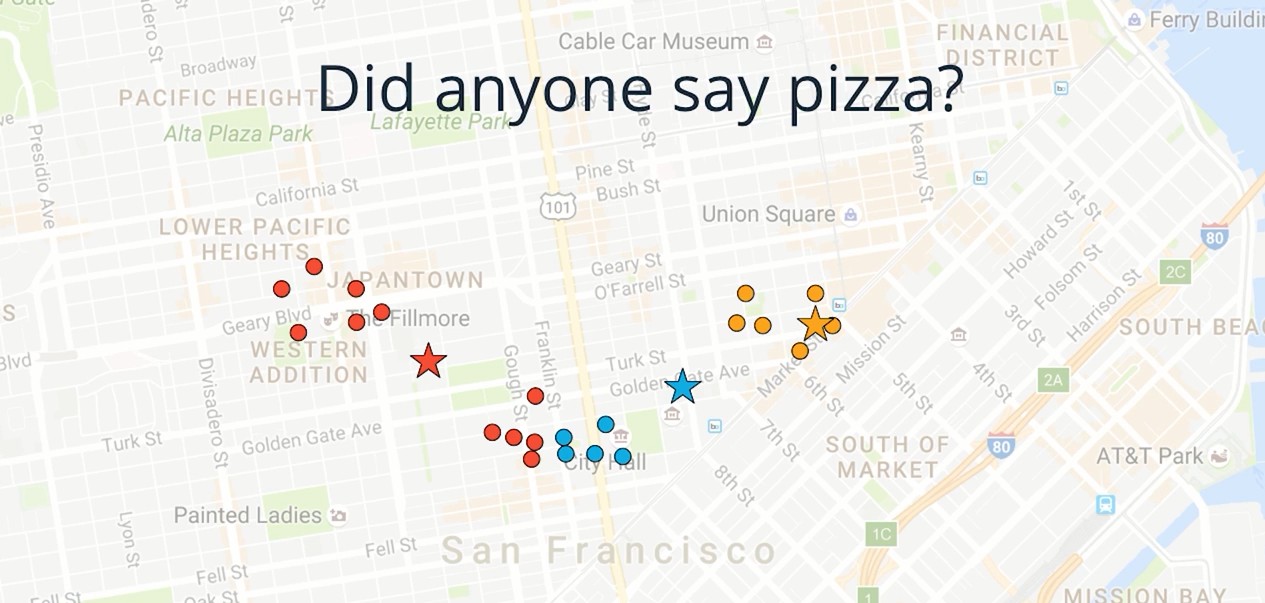 Did anyone say pizza?
Cable Car Museum
FINANCIAL
DISTRICT
Ferry Buildin
Broadway
PACIFIC HEIGHTS
Alta Plaza Park
Lafayette Park
California St
Presidio Ave
Pine St
Bush St
Kearny St
101
Union Square
1st St
Howard St
Folsom St
Harrison St
80
2C
LOWER PACIFIC
HEIGHTS
JAPANTOWN
Geary St
O'Farrell St
Geary Blvd
The Fillmore
WESTERN
ADDITION
Divisadero St
Gough St
Franklin St
Turk St
Golden Gate Ave
Market St
Mission St
3rd St
4th St
5th St
6th St
7th St
8th St
SOUTH BEAC
2A
80
SOUTH OF
MARKET
AT&T Park
Turk St
Golden Gate Ave
City Hall
Painted Ladies
Lyon St
Fell St
Fell St
Fell St
Oak St
San Francisco
1C
1
MISSION BAY